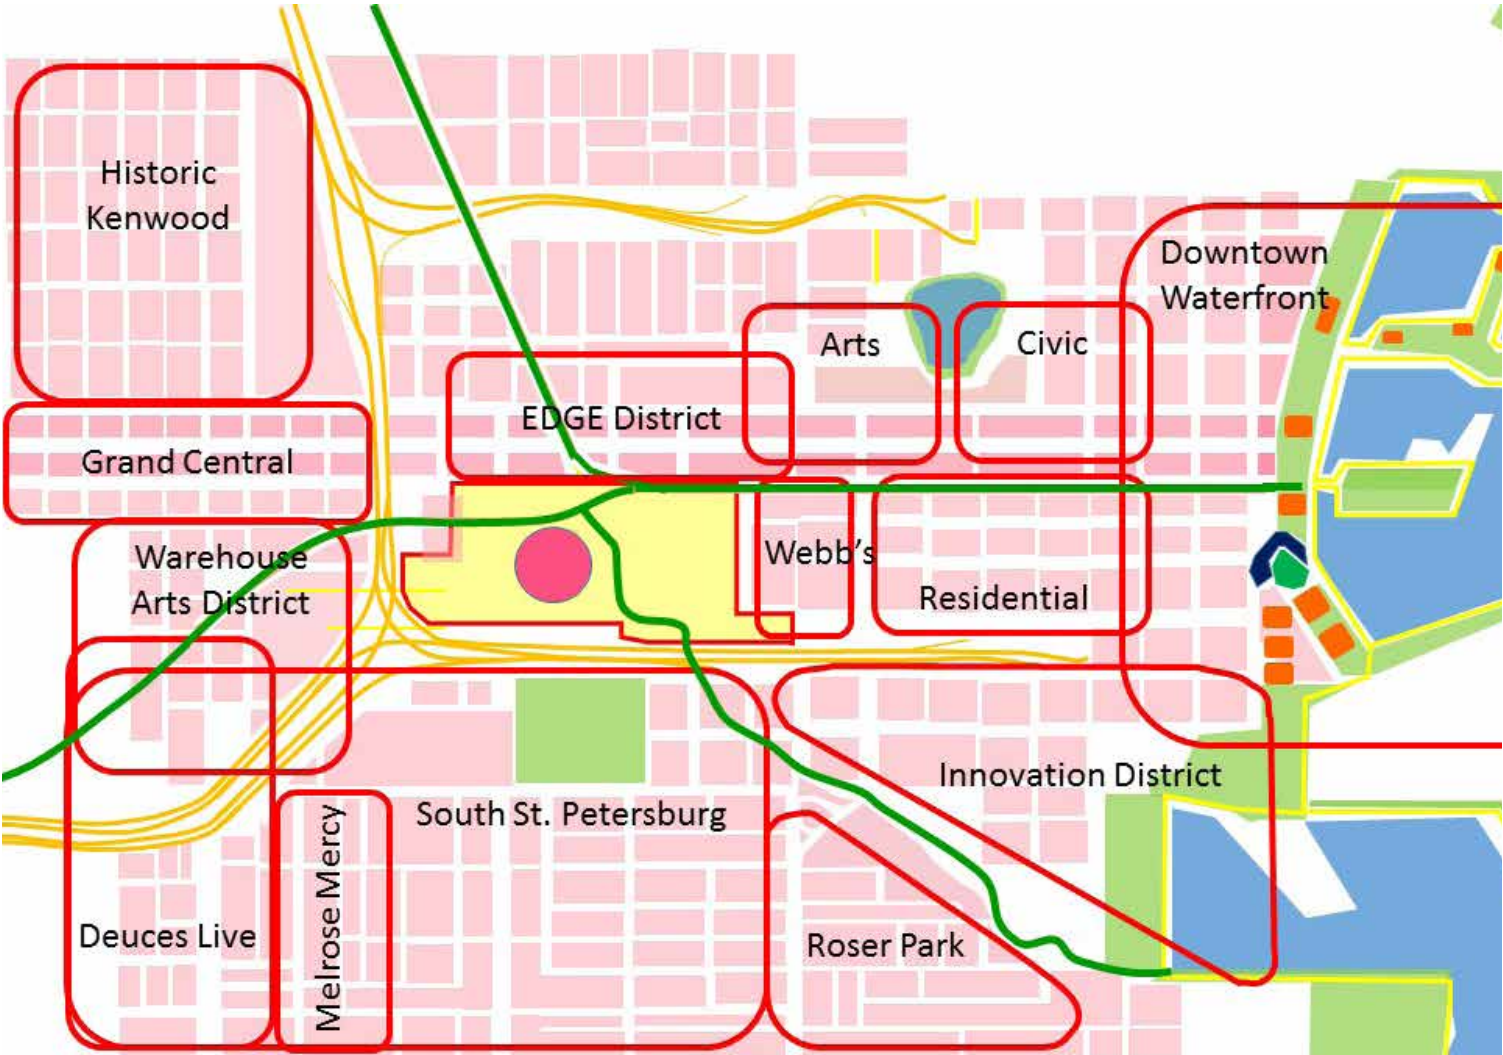 Historic
Kenwood
Downtown
Waterfront
Arts
Civic
EDGE District
Grand Central
Warehouse
Arts District
Webb's
Residential
Innovation District
South St. Petersburg
Melrose Mercy
Deuces Live
Roser Park